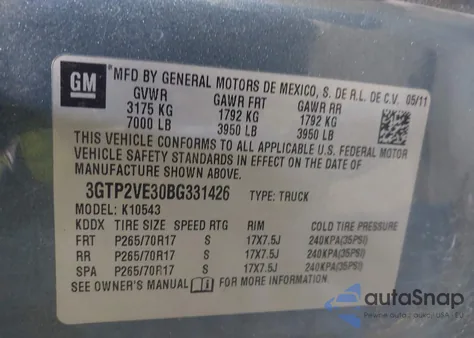 GM
MFD BY GENERAL MOTORS DE MEXICO, S. DE R.L. DE C.V. 05/11
GVWR GAWR FRT GAWR RR
3175 KG 1792 KG 1792 KG
7000 LB 3950 LB 3950 LB
THIS VEHICLE CONFORMS TO ALL APPLICABLE U.S. FEDERAL MOTOR
VEHICLE SAFETY STANDARDS IN EFFECT ON THE DATE OF
MANUFACTURE SHOWN ABOVE.
3GTP2VE30BG331426 TYPE: TRUCK
MODEL: K10543
KDDX TIRE SIZE SPEED RTG RIM COLD TIRE PRESSURE
FRT P265/70R17 S 17X7.5J 240KPA(35PSI)
RR P265/70R17 S 17X7.5J 240KPA(35PSI)
SPA P265/70R17 S 17X7.5J 240KPA(35PSI)
SEE OWNER'S MANUAL FOR MORE INFORMATION.
autoSnap
Pewne auto z USA i EU